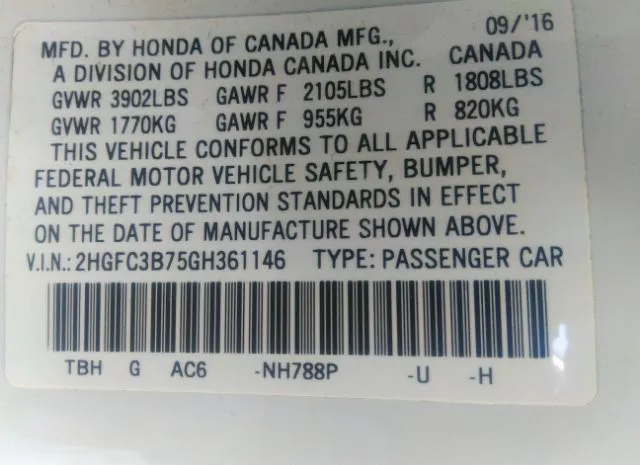 09/'16
MFD. BY HONDA OF CANADA MFG.,
A DIVISION OF HONDA CANADA INC. CANADA
GVWR 3902LBS GAWR F 2105LBS R 1808LBS
GVWR 1770KG GAWR F 955KG R 820KG
THIS VEHICLE CONFORMS TO ALL APPLICABLE
FEDERAL MOTOR VEHICLE SAFETY, BUMPER,
AND THEFT PREVENTION STANDARDS IN EFFECT
ON THE DATE OF MANUFACTURE SHOWN ABOVE.
V.I.N.: 2HGFC3B75GH361146 TYPE: PASSENGER CAR
TBH G AC6 -NH788P -U -H